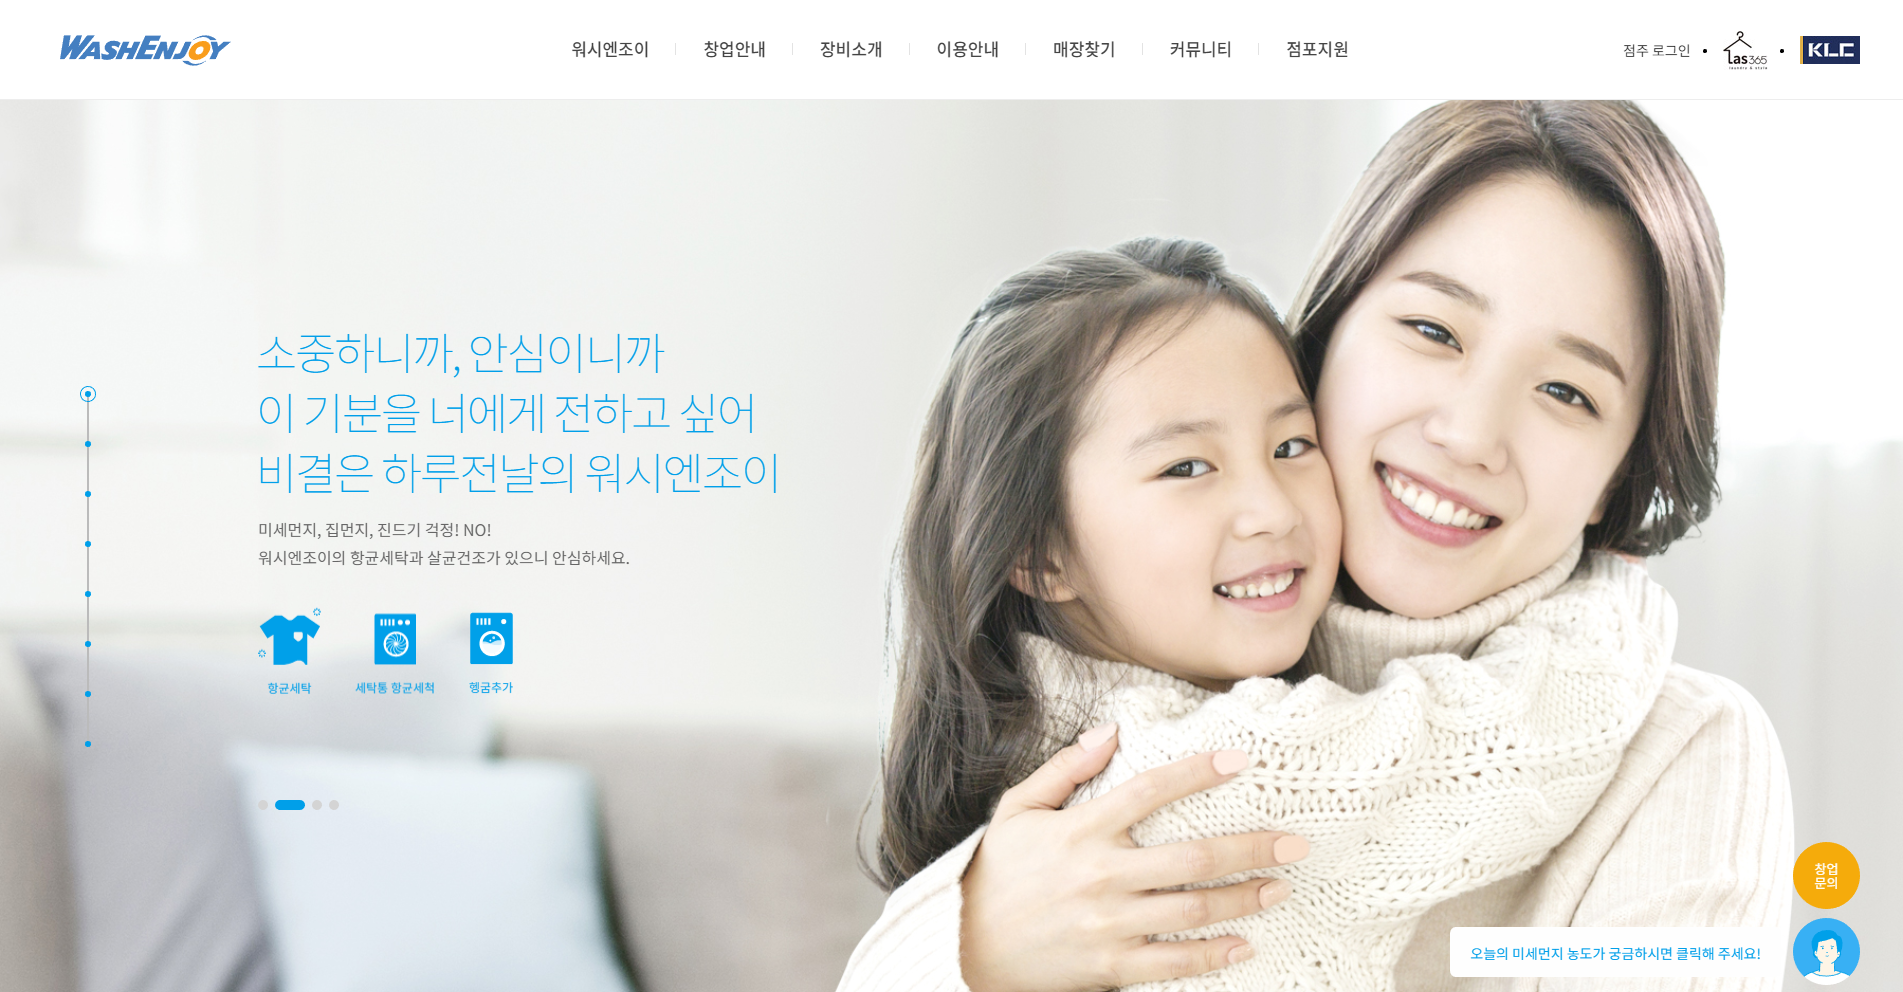 WASHENJOY
워시엔조이
창업안내
장비소개
이용안내
매장찾기
커뮤니티
점포지원
점주 로그인
Las365
KLC
소중하니까, 안심이니까
이 기분을 너에게 전하고 싶어
비결은 하루전날의 워시엔조이
미세먼지, 집먼지, 진드기 걱정! NO!
워시엔조이의 항균세탁과 살균건조가 있으니 안심하세요.
항균세탁
세탁통 항균세척
헹굼추가
창업
문의
오늘의 미세먼지 농도가 궁금하시면 클릭해 주세요!